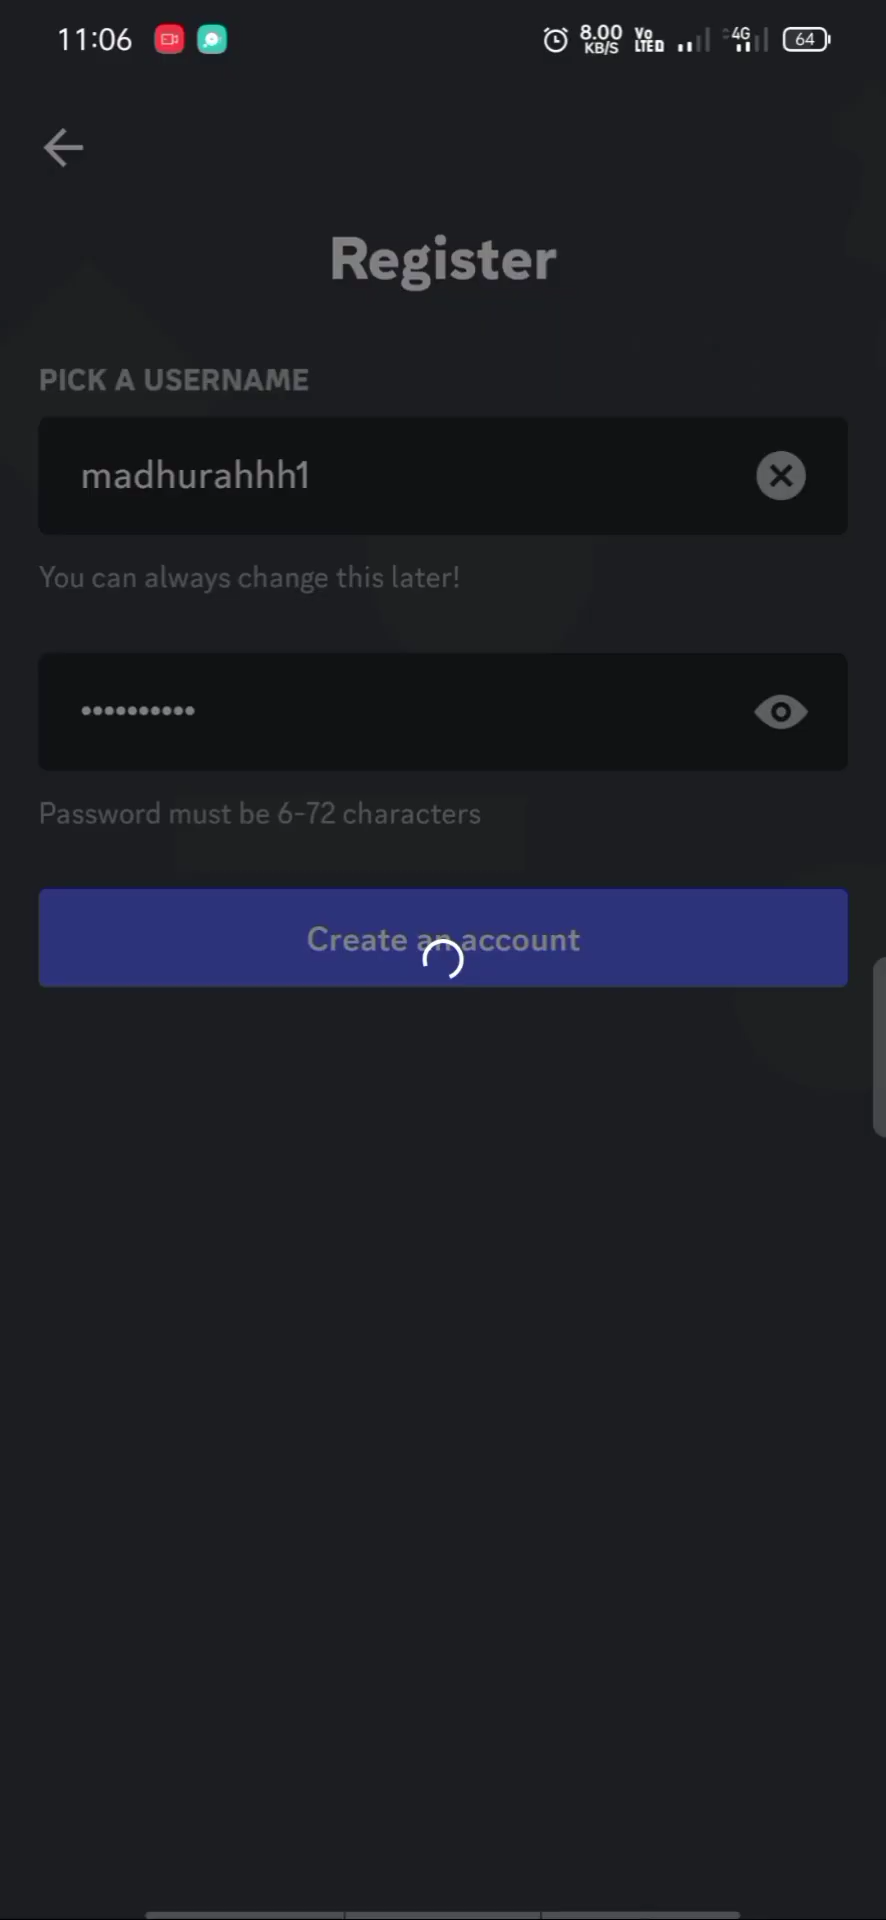 11:06 8.00 KB/S Vo LTED 4G 64
Register
PICK A USERNAME
madhurahhh1
You can always change this later!
••••••••••
Password must be 6-72 characters
Create an account